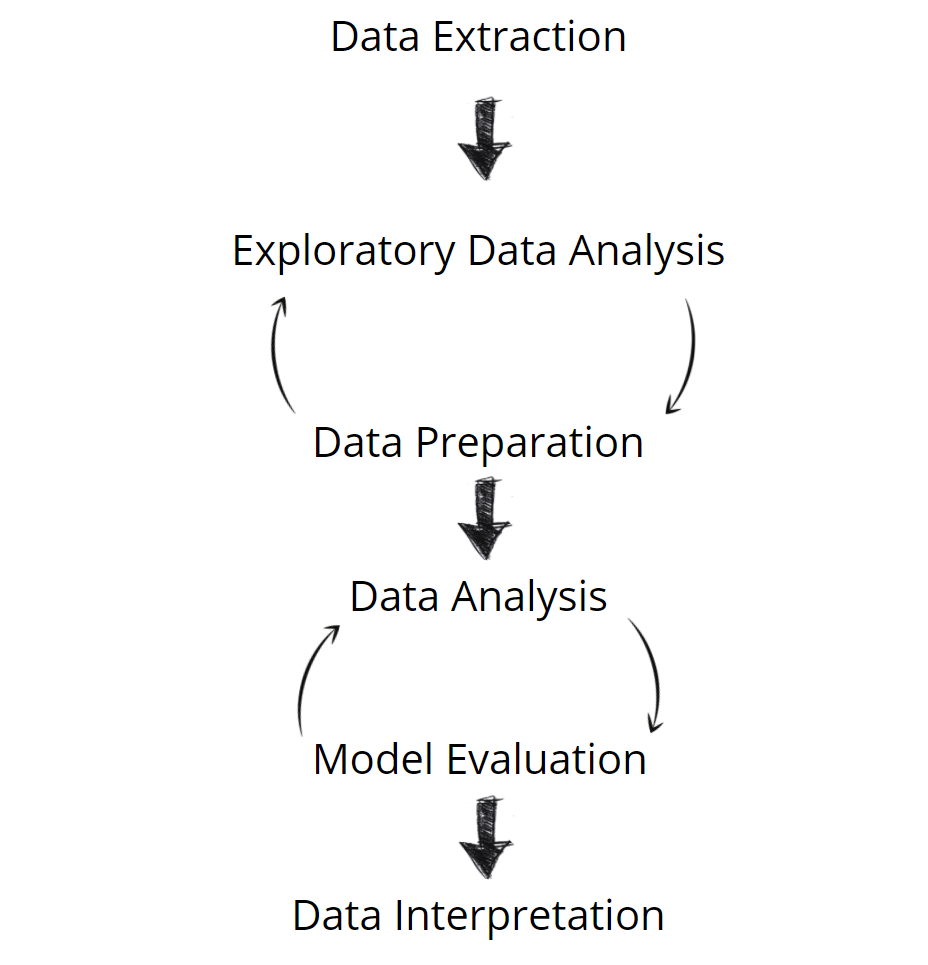 Data Extraction
Exploratory Data Analysis
Data Preparation
Data Analysis
Model Evaluation
Data Interpretation